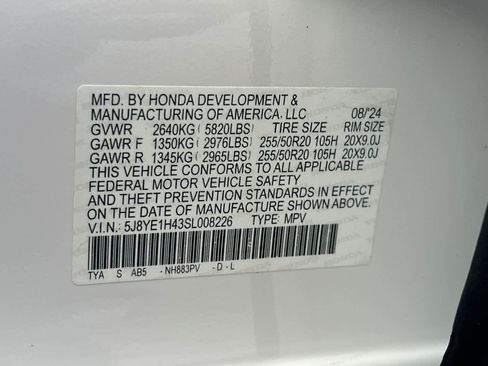 MFD. BY HONDA DEVELOPMENT &
MANUFACTURING OF AMERICA, LLC 08/24
GVWR 2640KG( 5820LBS) TIRE SIZE RIM SIZE
GAWR F 1350KG( 2976LBS) 255/50R20 105H 20X9.0J
GAWR R 1345KG( 2965LBS) 255/50R20 105H 20X9.0J
THIS VEHICLE CONFORMS TO ALL APPLICABLE
FEDERAL MOTOR VEHICLE SAFETY
AND THEFT PREVENTION STANDARDS IN EFFECT
ON THE DATE OF MANUFACTURE SHOWN ABOVE.
V.I.N.: 5J8YE1H43SL008226 TYPE: MPV
TYA S AB5 -NH883PV -D-L